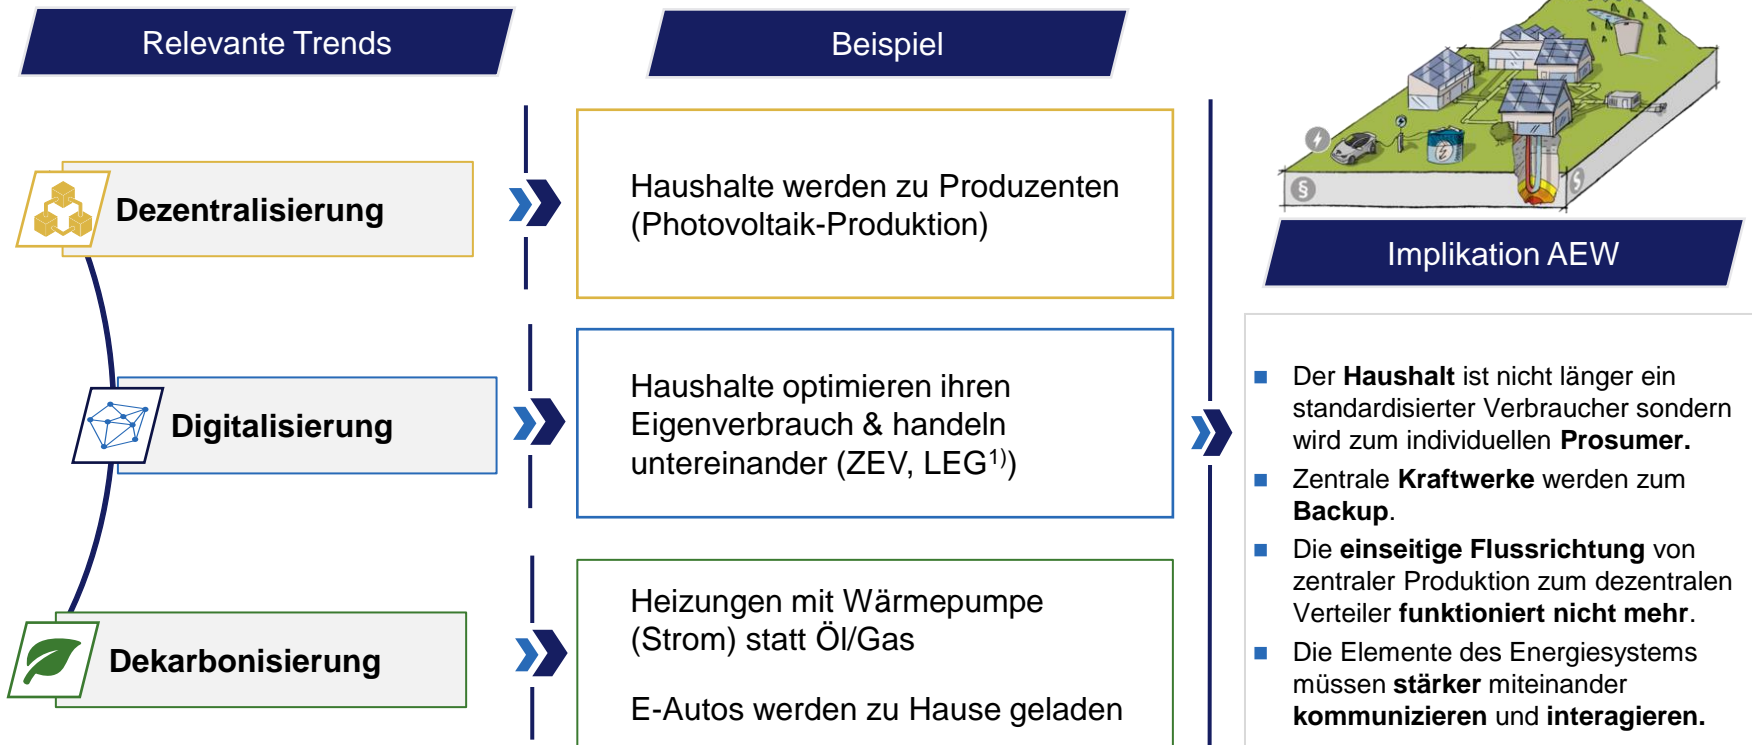 Relevante Trends
Beispiel
Dezentralisierung
Haushalte werden zu Produzenten
(Photovoltaik-Produktion)
Digitalisierung
Haushalte optimieren ihren
Eigenverbrauch & handeln
untereinander (ZEV, LEG¹⁾)
Dekarbonisierung
Heizungen mit Wärmepumpe
(Strom) statt Öl/Gas
E-Autos werden zu Hause geladen
§
Implikation AEW
Der Haushalt ist nicht länger ein
standardisierter Verbraucher sondern
wird zum individuellen Prosumer.
Zentrale Kraftwerke werden zum
Backup.
Die einseitige Flussrichtung von
zentraler Produktion zum dezentralen
Verteiler funktioniert nicht mehr.
Die Elemente des Energiesystems
müssen stärker miteinander
kommunizieren und interagieren.